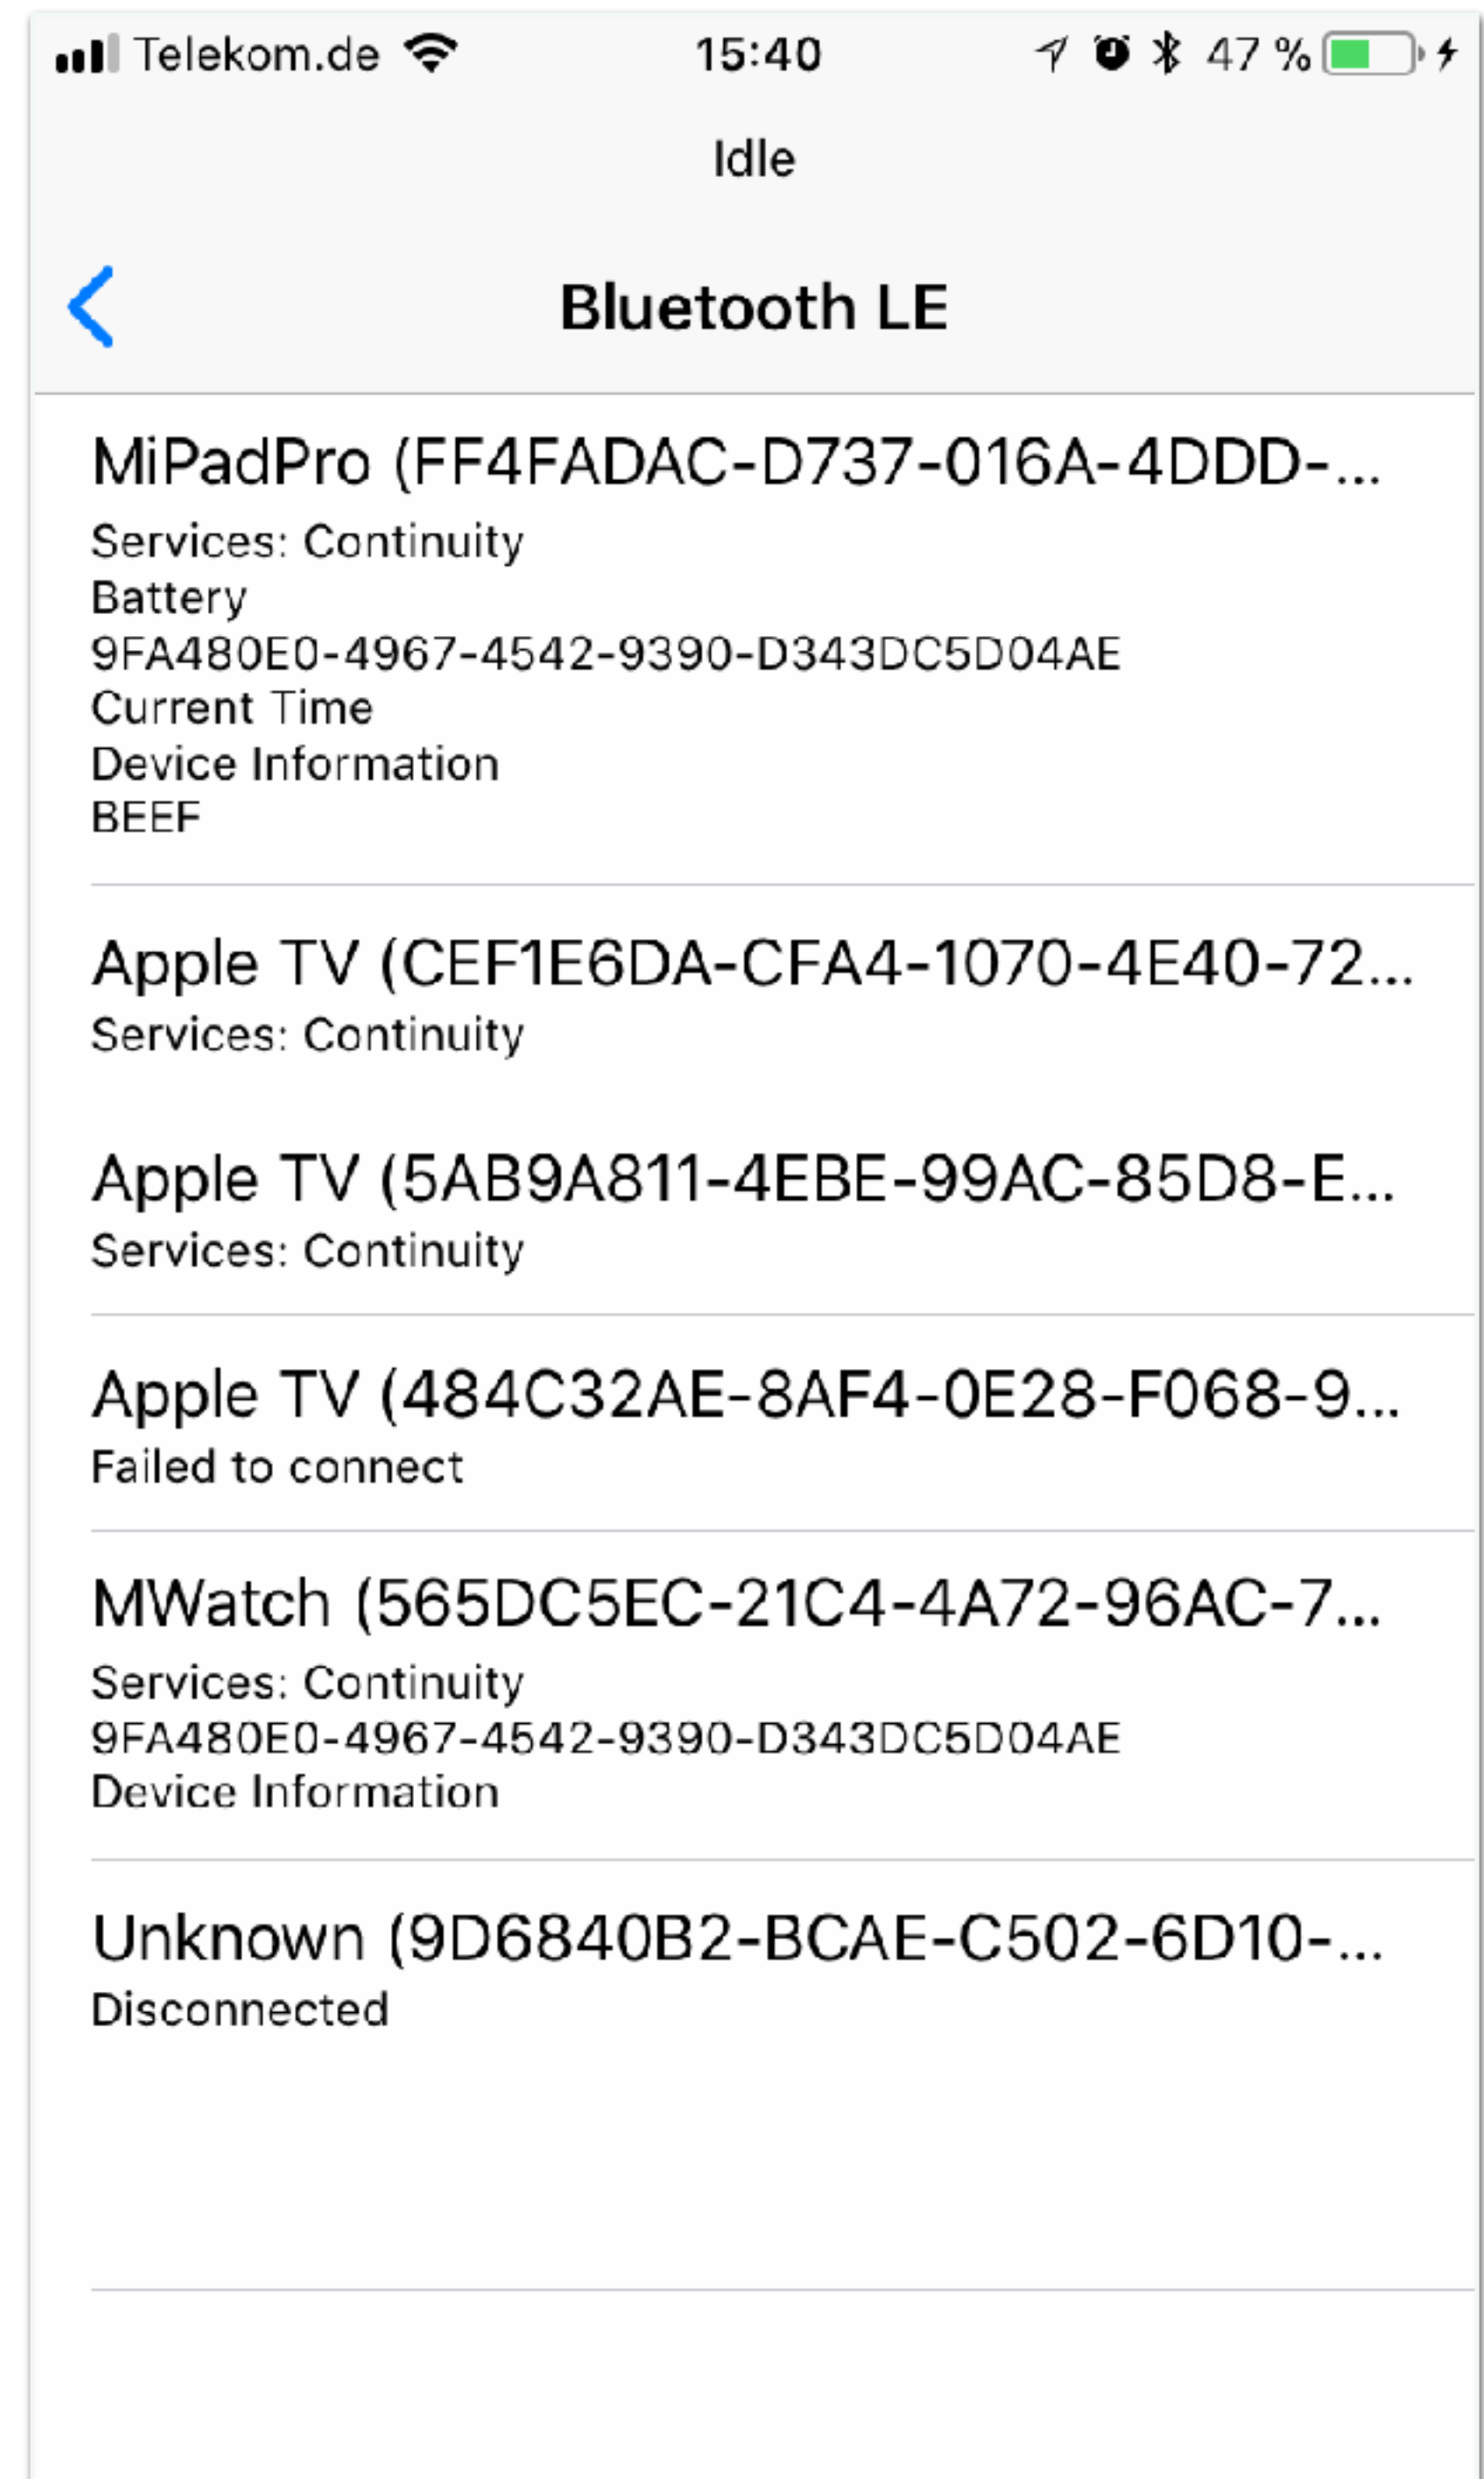 Telekom.de 15:40 47 %
Idle
Bluetooth LE
MiPadPro (FF4FADAC-D737-016A-4DDD-...
Services: Continuity
Battery
9FA480E0-4967-4542-9390-D343DC5D04AE
Current Time
Device Information
BEEF
Apple TV (CEF1E6DA-CFA4-1070-4E40-72...
Services: Continuity
Apple TV (5AB9A811-4EBE-99AC-85D8-E...
Services: Continuity
Apple TV (484C32AE-8AF4-0E28-F068-9...
Failed to connect
MWatch (565DC5EC-21C4-4A72-96AC-7...
Services: Continuity
9FA480E0-4967-4542-9390-D343DC5D04AE
Device Information
Unknown (9D6840B2-BCAE-C502-6D10-...
Disconnected